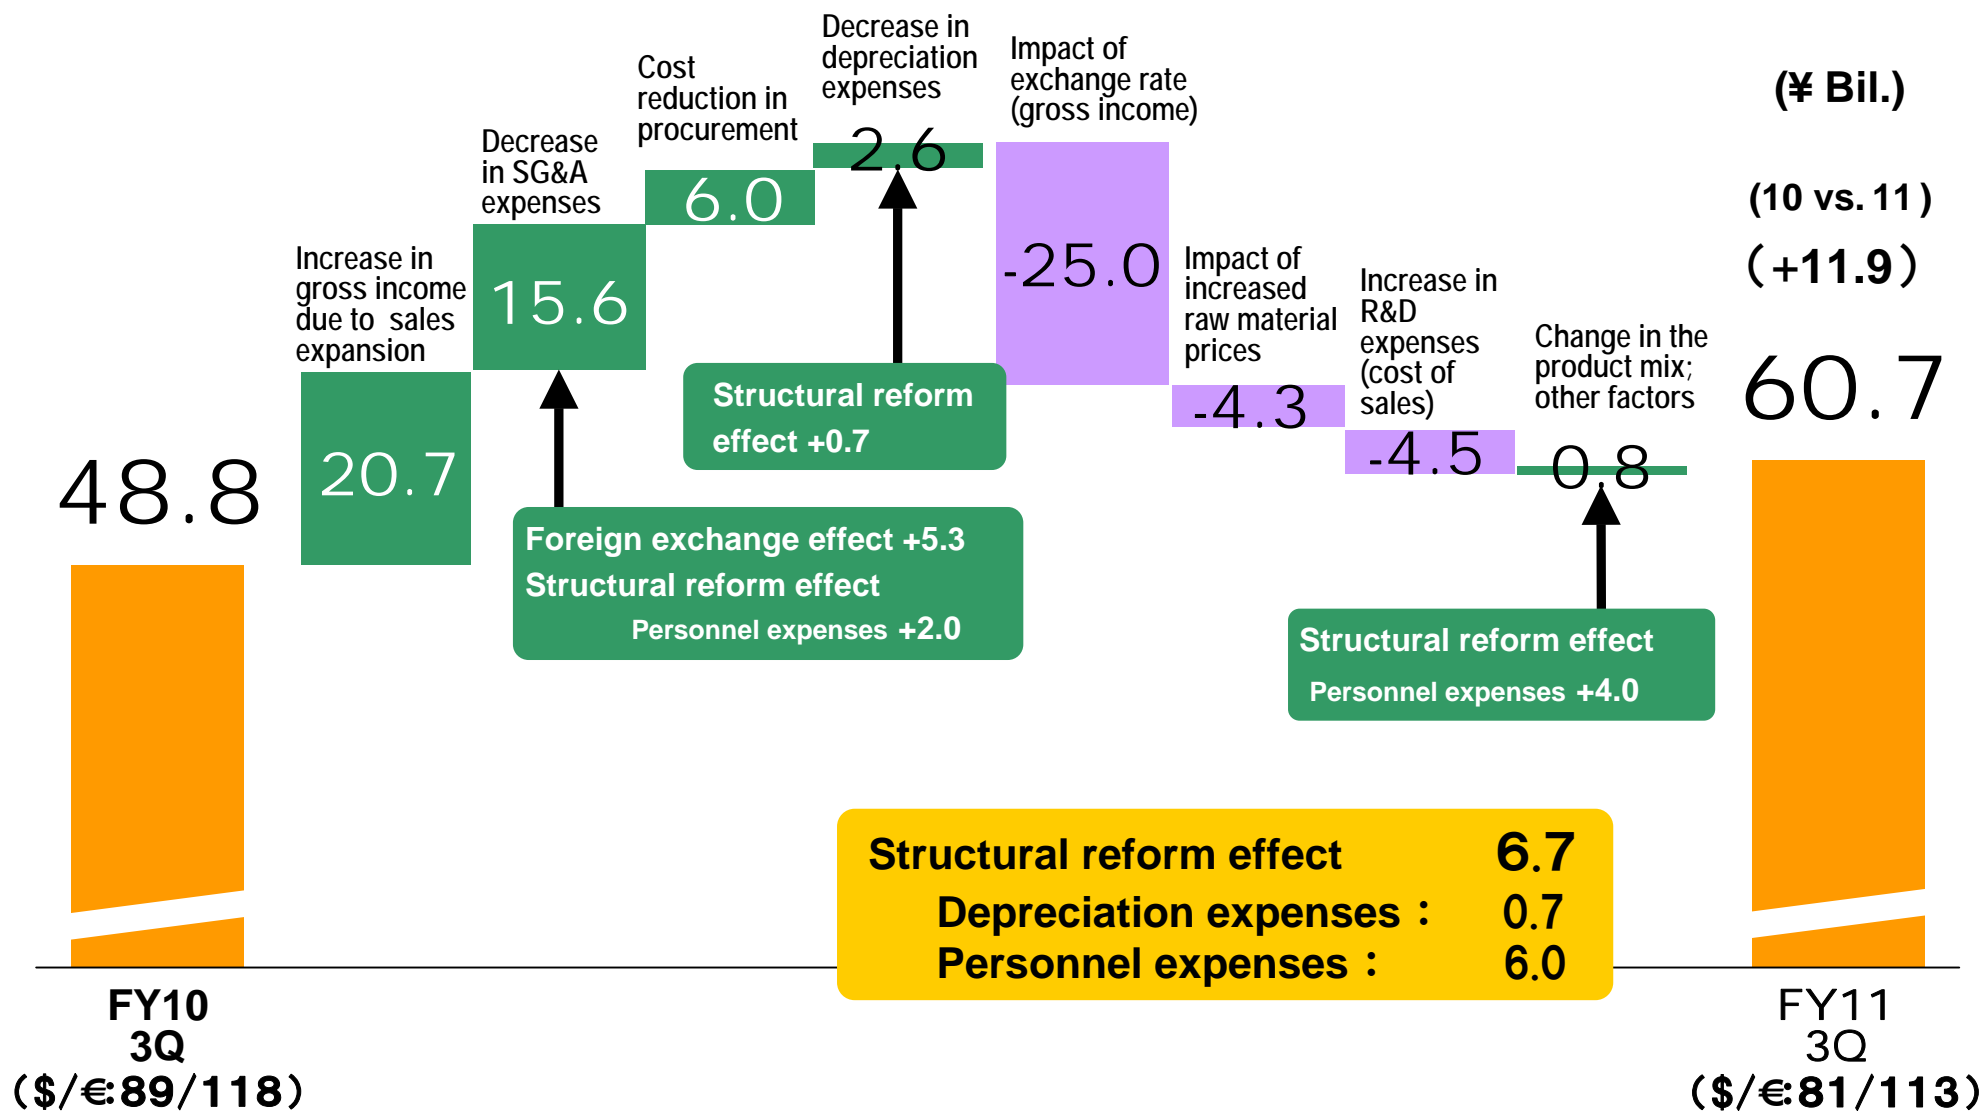 (¥ Bil.)
(10 vs. 11)
(+11.9)
48.8
Increase in
gross income
due to sales
expansion
20.7
Decrease
in SG&A
expenses
15.6
Cost
reduction in
procurement
6.0
Decrease in
depreciation
expenses
2.6
Impact of
exchange rate
(gross income)
-25.0
Impact of
increased
raw material
prices
-4.3
Increase in
R&D
expenses
(cost of
sales)
-4.5
Change in the
product mix;
other factors
0.8
60.7
Structural reform
effect +0.7
Foreign exchange effect +5.3
Structural reform effect
Personnel expenses +2.0
Structural reform effect
Personnel expenses +4.0
Structural reform effect 6.7
Depreciation expenses : 0.7
Personnel expenses : 6.0
FY10
3Q
($/€:89/118)
FY11
3Q
($/€:81/113)